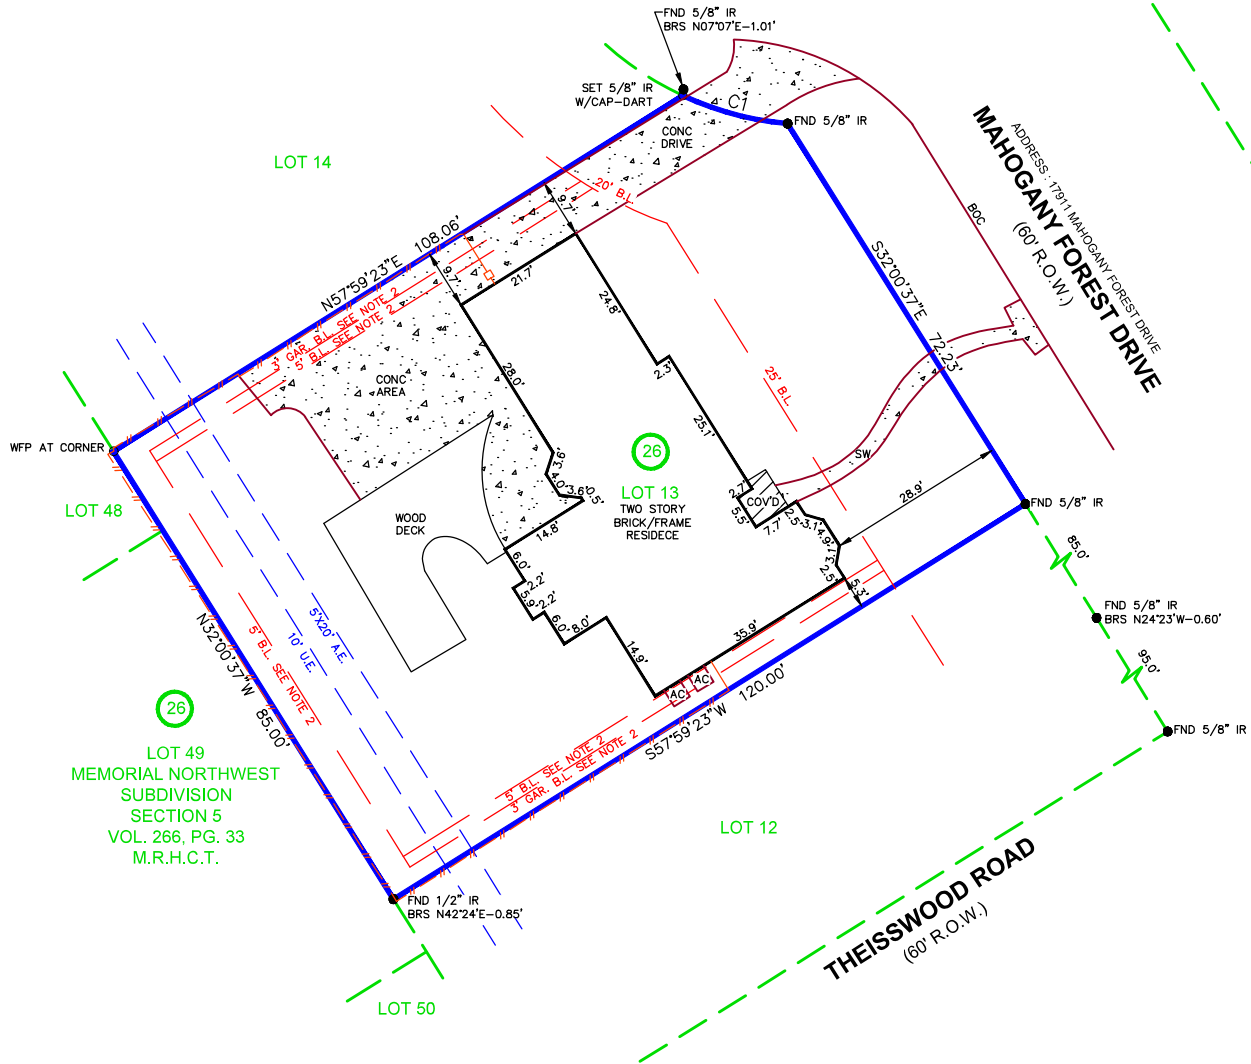 FND 5/8" IR
BRS N07°07'E-1.01'
SET 5/8" IR
W/CAP-DART
C1
FND 5/8" IR
CONC
DRIVE
LOT 14
20' B.L.
9.7'
ADDRESS : 17911 MAHOGANY FOREST DRIVE
MAHOGANY FOREST DRIVE
(60' R.O.W.)
BOC
N57°59'23"E 108.06'
9.7'
21.7'
24.8'
S32°00'37"E 72.23'
3' GAR. B.L. SEE NOTE 2
5' B.L. SEE NOTE 2
2.3'
25' B.L.
CONC
AREA
28.0'
25.1'
WFP AT CORNER
26
LOT 13
TWO STORY
BRICK/FRAME
RESIDECE
3.6'
4.0'
3.6'
0.5'
SW
28.9'
2.7'
COV'D
5.5'
7.7'
2.5'
3.1'
4.9'
3.1'
2.5'
5.3'
FND 5/8" IR
LOT 48
WOOD
DECK
14.8'
6.0'
2.2'
5.9'
2.2'
6.0'
8.0'
14.9'
35.9'
AC
AC
85.0'
FND 5/8" IR
BRS N24°23'W-0.60'
95.0'
FND 5/8" IR
N32°00'37"W 85.00'
5' B.L. SEE NOTE 2
10' U.E.
5'X20' A.E.
S57°59'23"W 120.00'
5' B.L. SEE NOTE 2
3' GAR. B.L. SEE NOTE 2
26
LOT 49
MEMORIAL NORTHWEST
SUBDIVISION
SECTION 5
VOL. 266, PG. 33
M.R.H.C.T.
LOT 12
FND 1/2" IR
BRS N42°24'E-0.85'
THEISSWOOD ROAD
(60' R.O.W.)
LOT 50